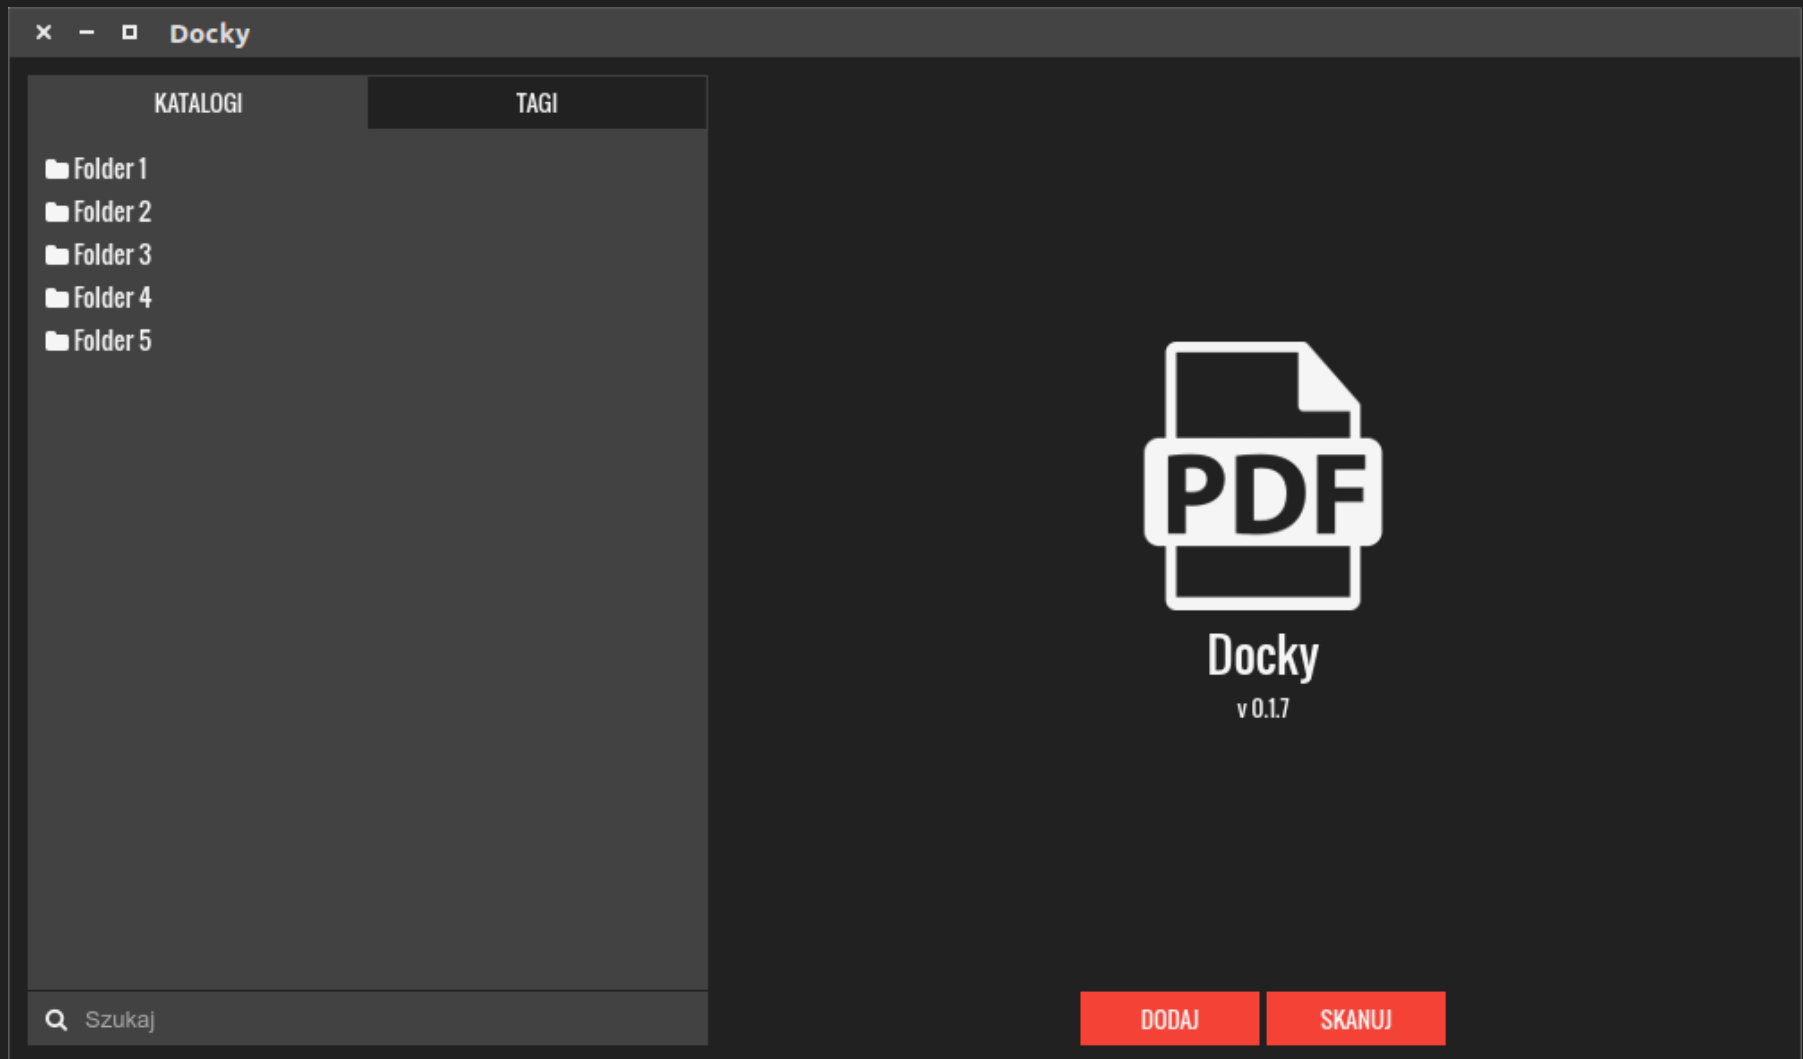 Docky
KATALOGI
TAGI
Folder 1
Folder 2
Folder 3
Folder 4
Folder 5
Szukaj
PDF
Docky
v 0.1.7
DODAJ
SKANUJ